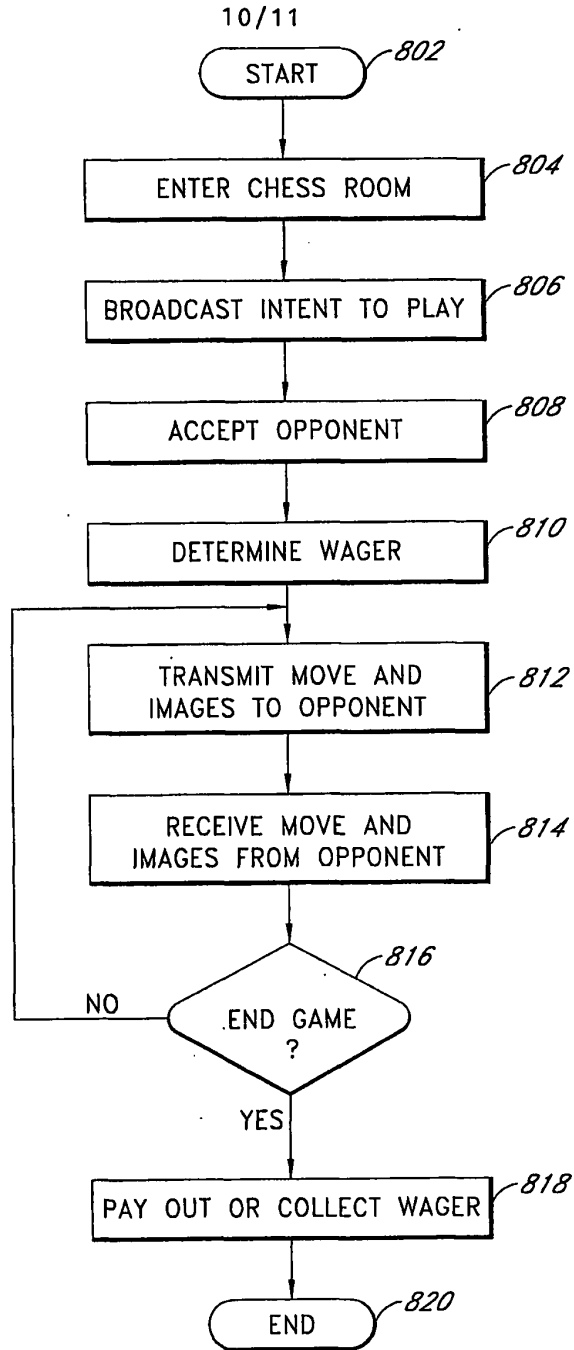 10/11
START
802
ENTER CHESS ROOM
804
BROADCAST INTENT TO PLAY
806
ACCEPT OPPONENT
808
DETERMINE WAGER
810
TRANSMIT MOVE AND
IMAGES TO OPPONENT
812
RECEIVE MOVE AND
IMAGES FROM OPPONENT
814
816
END GAME
?
NO
YES
PAY OUT OR COLLECT WAGER
818
END
820